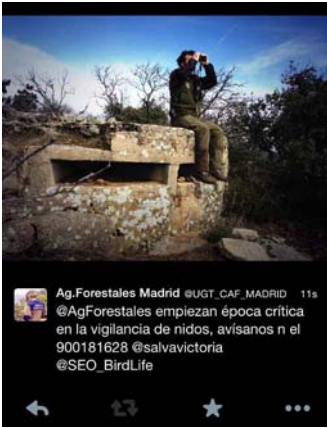 Ag.Forestales Madrid @UGT_CAF_MADRID 11s
@AgForestales empiezan época crítica
en la vigilancia de nidos, avísanos n el
900181628 @salvavictoria
@SEO_BirdLife